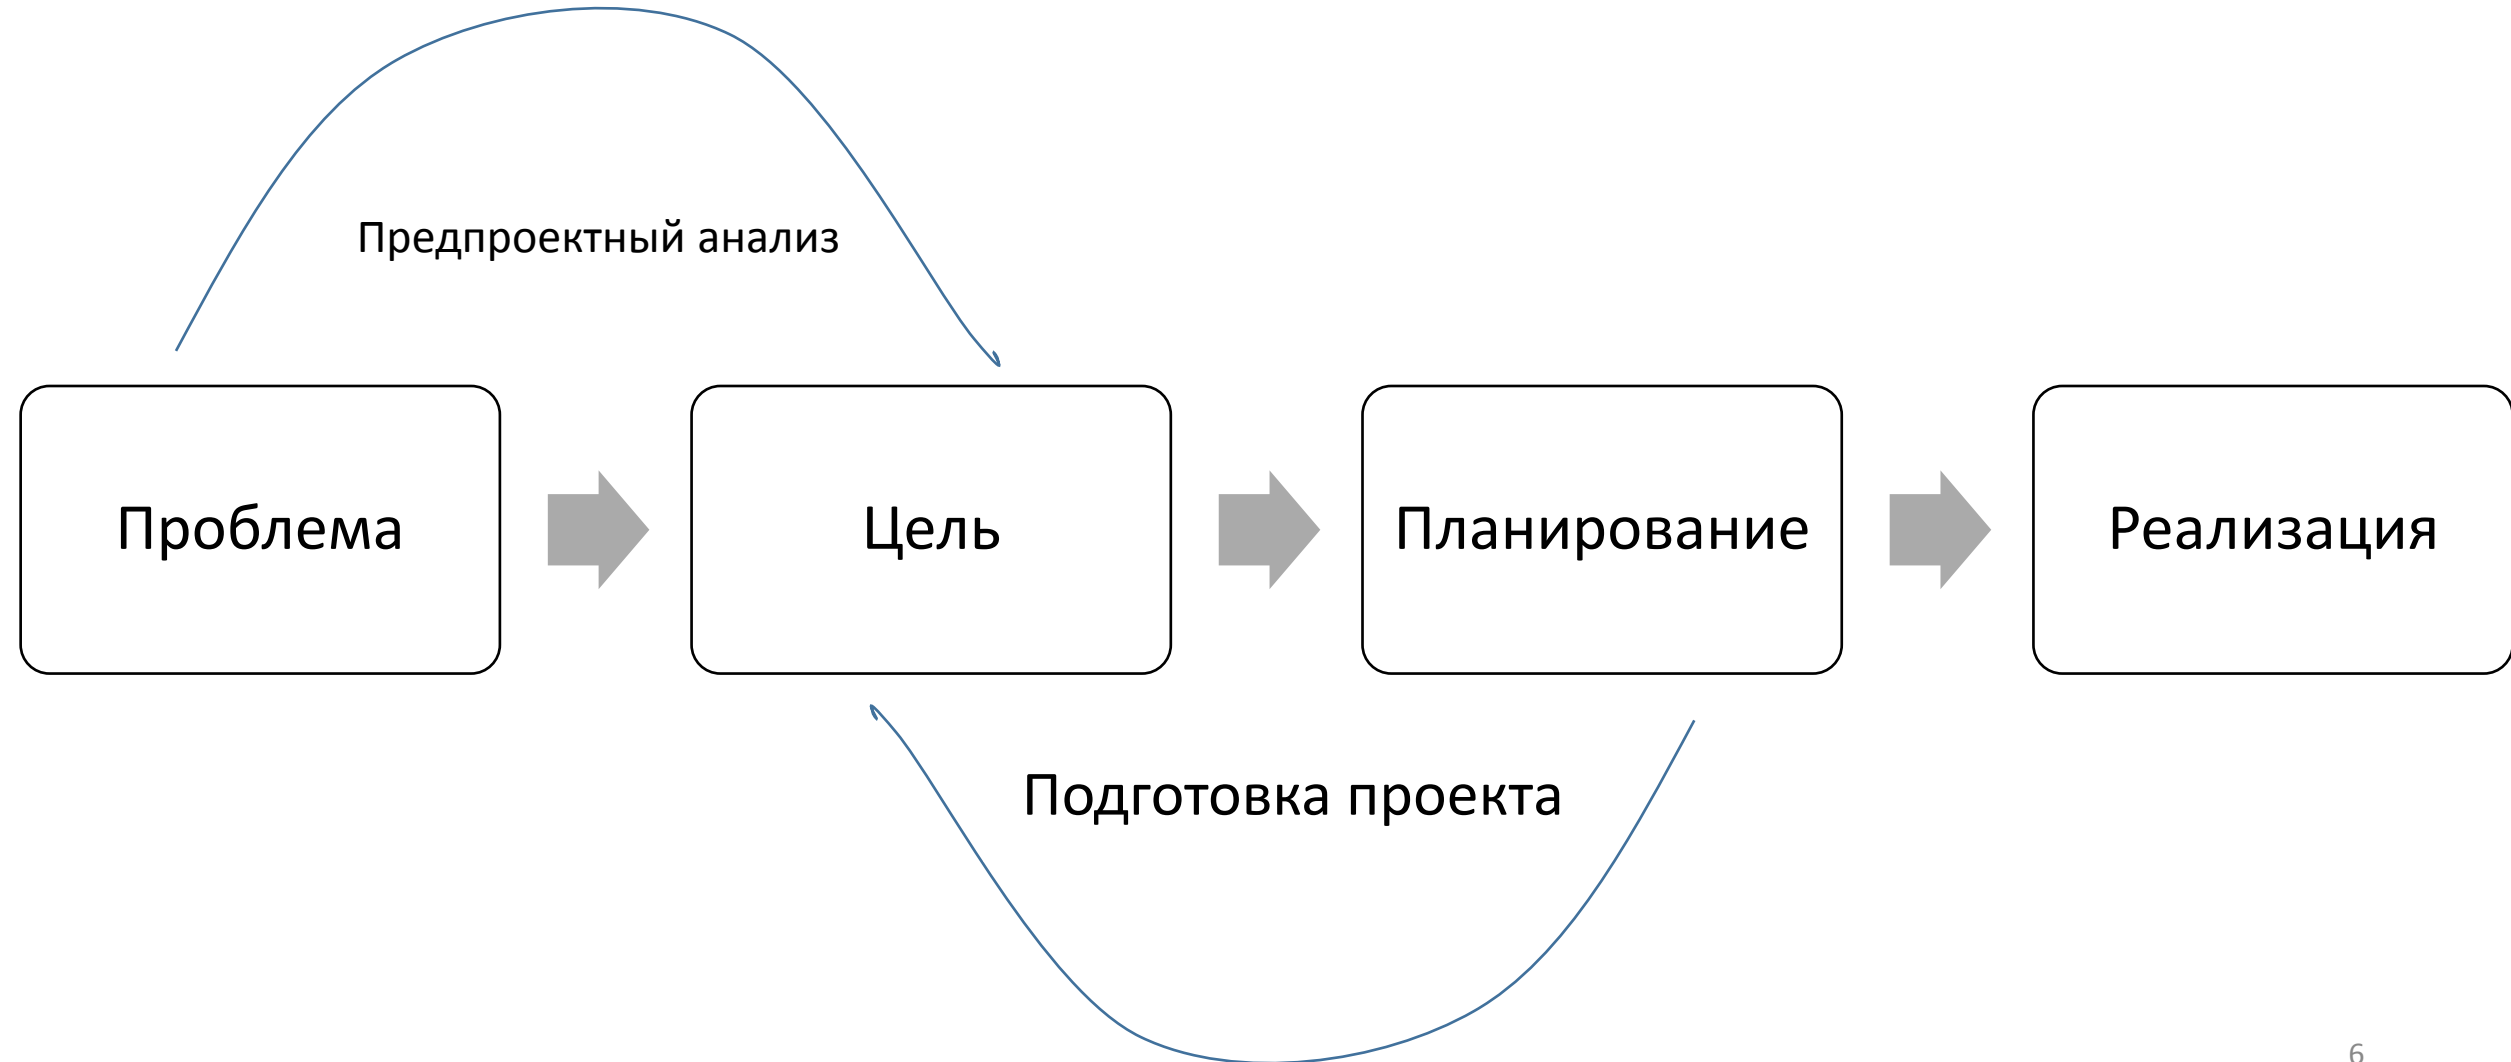 Предпроектный анализ
Проблема
Цель
Планирование
Реализация
Подготовка проекта
6